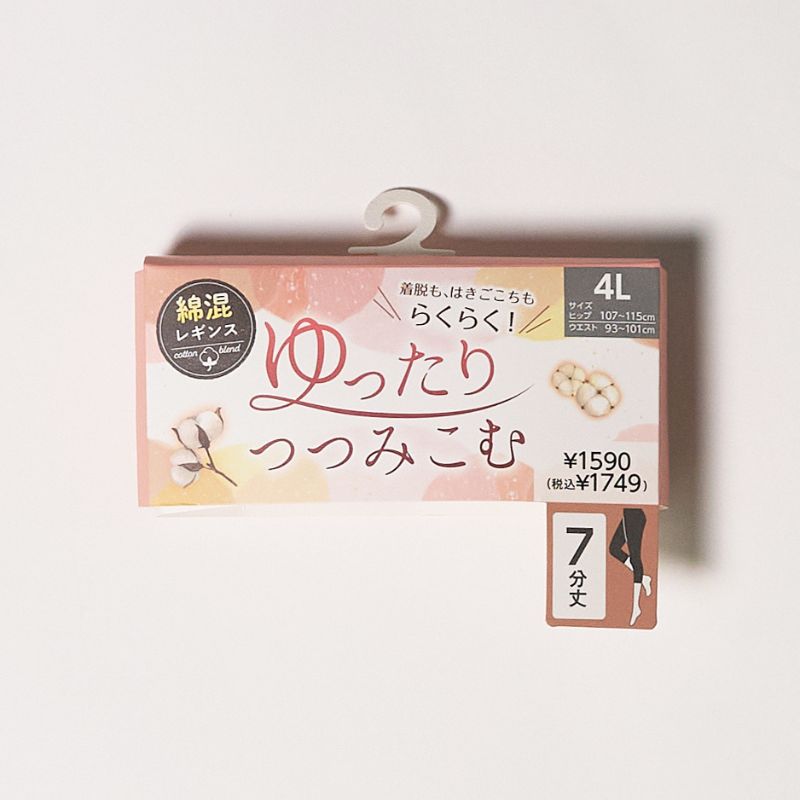 綿混
レギンス
cotton blend
着脱も、はきごこちも
らくらく!
ゆったり
つつみこむ
4L
サイズ
ヒップ 107~115cm
ウエスト 93~101cm
¥1590
(税込¥1749)
7
分
丈